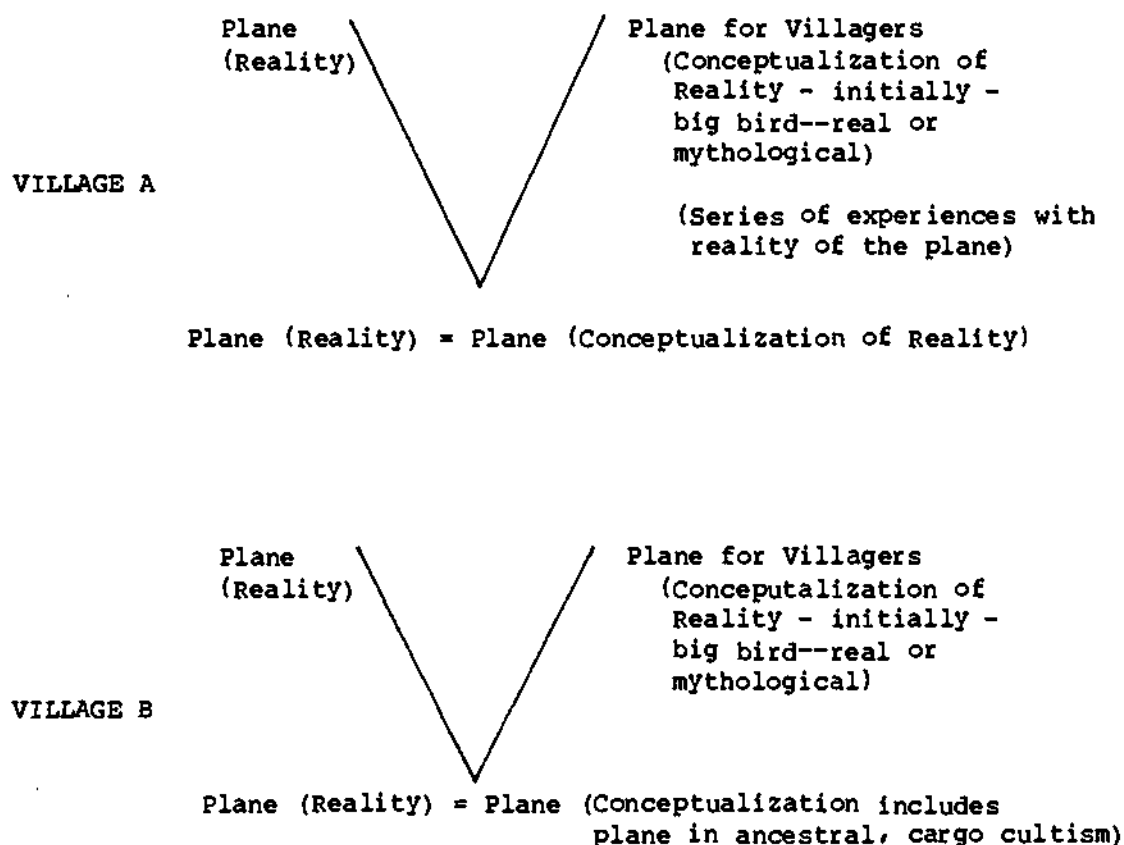 Plane
(Reality)
Plane for Villagers
(Conceptualization of
Reality - initially -
big bird--real or
mythological)
VILLAGE A
(Series of experiences with
reality of the plane)
Plane (Reality) = Plane (Conceptualization of Reality)
Plane
(Reality)
Plane for Villagers
(Conceputalization of
Reality - initially -
big bird--real or
mythological)
VILLAGE B
Plane (Reality) = Plane (Conceptualization includes
plane in ancestral, cargo cultism)